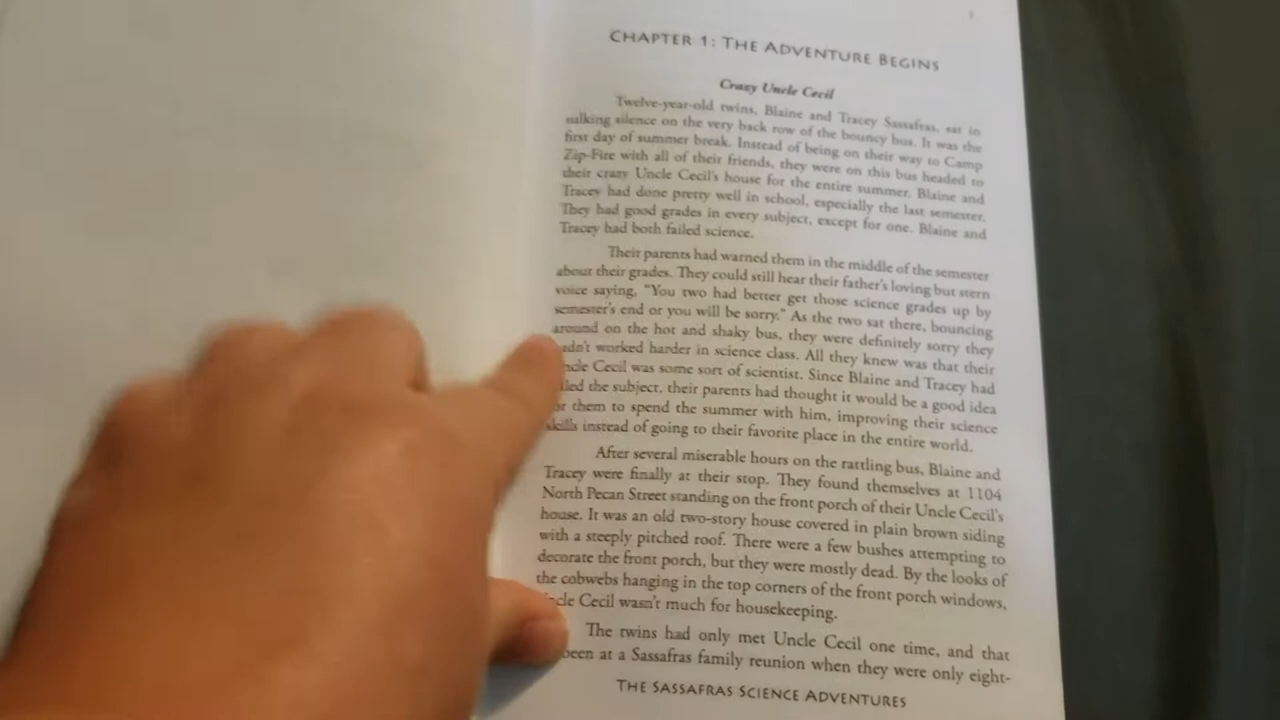 CHAPTER 1: THE ADVENTURE BEGINS
Crazy Uncle Cecil
Twelve-year-old twins, Blaine and Tracey Sassafras, sat in
sulking silence on the very back row of the bouncy bus. It was the
first day of summer break. Instead of being on their way to Camp
Zip-Fire with all of their friends, they were on this bus headed to
their crazy Uncle Cecil's house for the entire summer. Blaine and
Tracey had done pretty well in school, especially the last semester.
They had good grades in every subject, except for one. Blaine and
Tracey had both failed science.
Their parents had warned them in the middle of the semester
about their grades. They could still hear their father's loving but stern
voice saying, "You two had better get those science grades up by
semester's end or you will be sorry." As the two sat there, bouncing
around on the hot and shaky bus, they were definitely sorry they
adn't worked harder in science class. All they knew was that their
ncle Cecil was some sort of scientist. Since Blaine and Tracey had
led the subject, their parents had thought it would be a good idea
or them to spend the summer with him, improving their science
skills instead of going to their favorite place in the entire world.
After several miserable hours on the rattling bus, Blaine and
Tracey were finally at their stop. They found themselves at 1104
North Pecan Street standing on the front porch of their Uncle Cecil's
house. It was an old two-story house covered in plain brown siding
with a steeply pitched roof. There were a few bushes attempting to
decorate the front porch, but they were mostly dead. By the looks of
the cobwebs hanging in the top corners of the front porch windows,
ncle Cecil wasn't much for housekeeping.
The twins had only met Uncle Cecil one time, and that
been at a Sassafras family reunion when they were only eight-
THE SASSAFRAS SCIENCE ADVENTURES